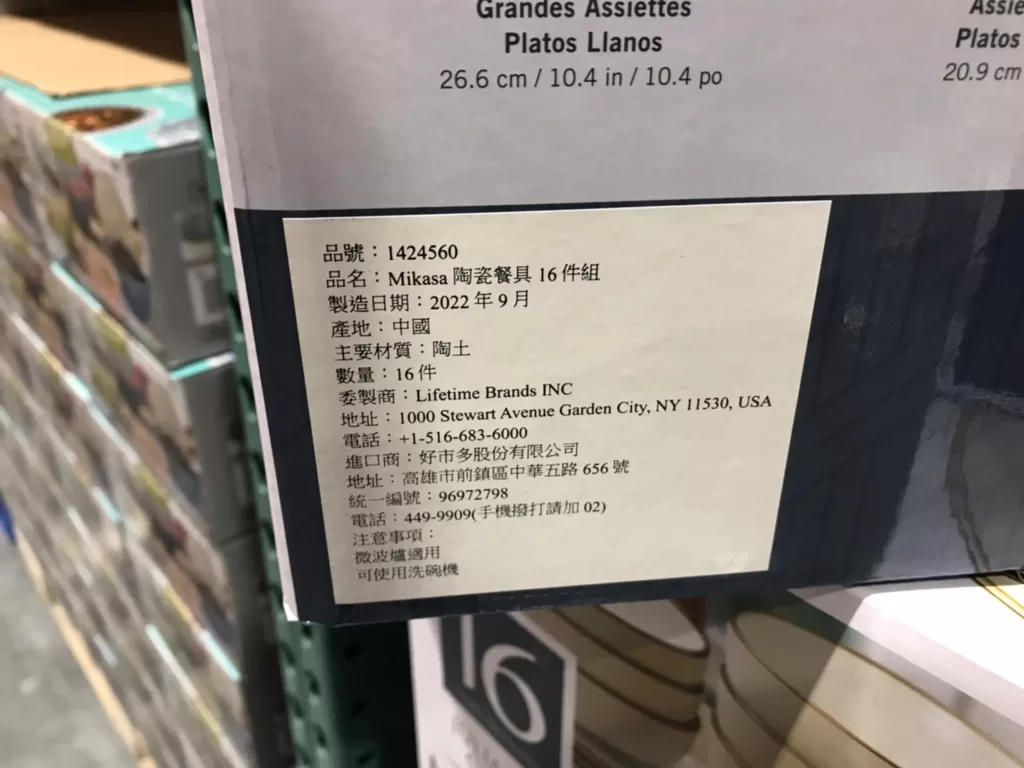 Grandes Assiettes
Platos Llanos
26.6 cm / 10.4 in / 10.4 po
Platos
20.9 cm
品號：1424560
品名：Mikasa 陶瓷餐具 16 件組
製造日期：2022 年 9 月
產地：中國
主要材質：陶土
數量：16 件
委製商：Lifetime Brands INC
地址：1000 Stewart Avenue Garden City, NY 11530, USA
電話：+1-516-683-6000
進口商：好市多股份有限公司
地址：高雄市前鎮區中華五路 656 號
統一編號：96972798
電話：449-9909(手機撥打請加 02)
注意事項：
微波爐適用
可使用洗碗機
16